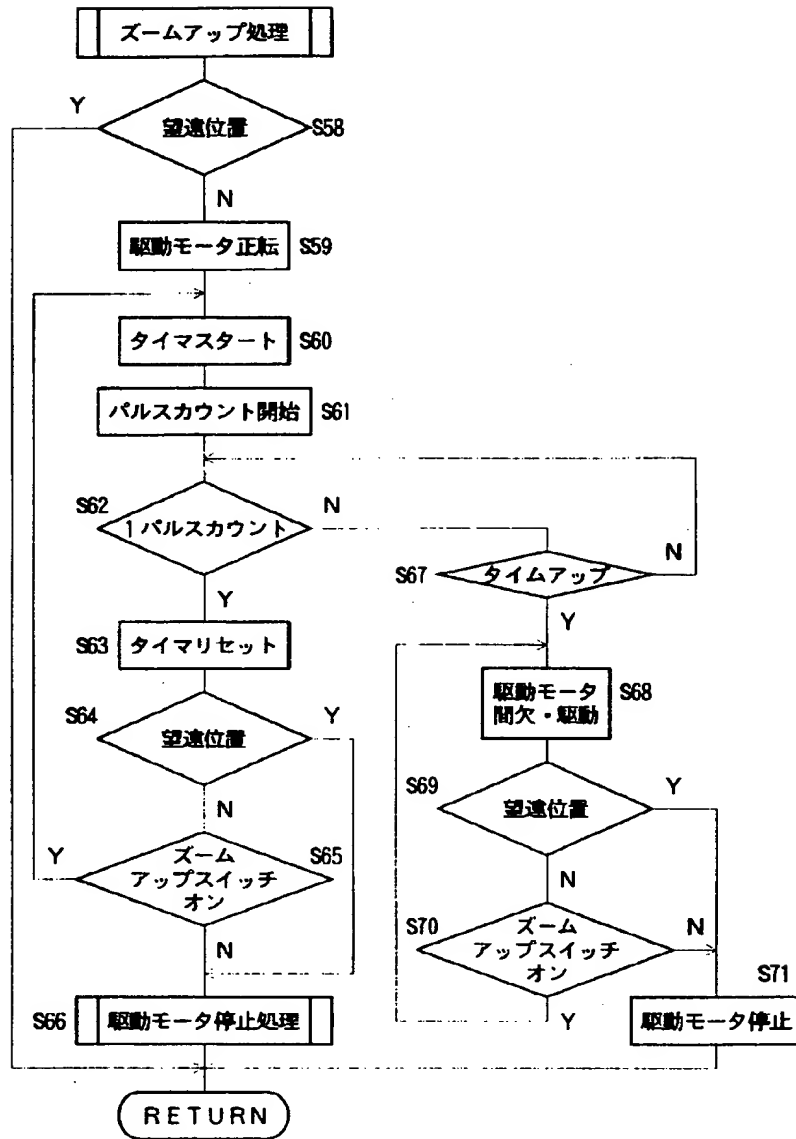 ズームアップ処理
Y
望遠位置
S58
N
駆動モータ正転
S59
タイマスタート
S60
パルスカウント開始
S61
S62
1パルスカウント
N
S67
タイムアップ
N
Y
Y
S63
タイマリセット
駆動モータ
間欠・駆動
S68
S64
望遠位置
Y
N
S69
望遠位置
Y
N
Y
ズーム
アップスイッチ
オン
S65
N
S70
ズーム
アップスイッチ
オン
N
Y
S71
駆動モータ停止
S66
駆動モータ停止処理
RETURN